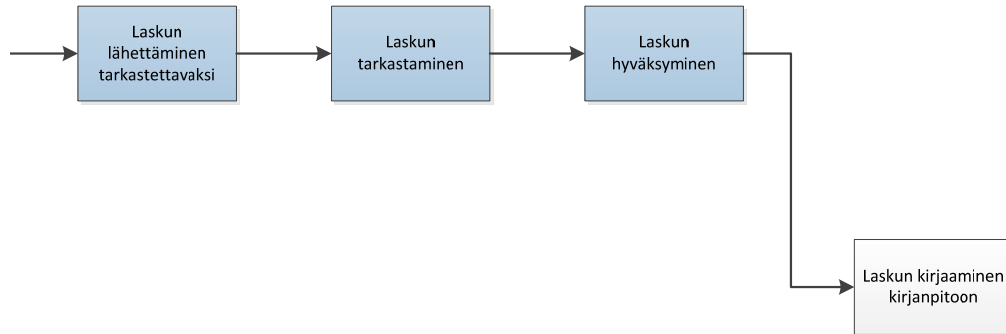 Laskun
lähettäminen
tarkastettavaksi
Laskun
tarkastaminen
Laskun
hyväksyminen
Laskun kirjaaminen
kirjanpitoon